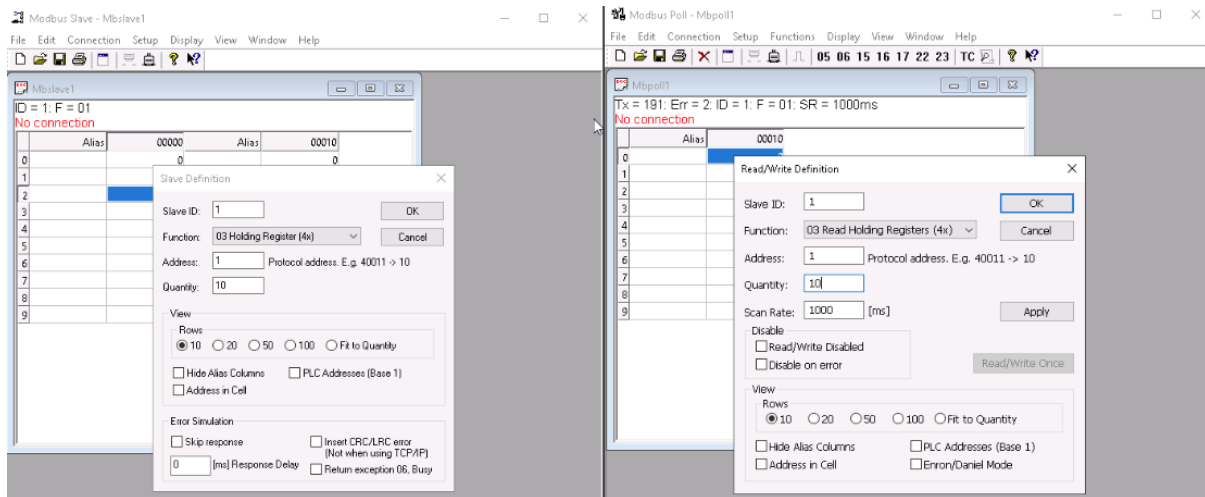 Modbus Slave - Mbslave1
File Edit Connection Setup Display View Window Help
Mbslave1
ID = 1: F = 01
No connection
Alias 00000 Alias 00010
0 0 0
1
2
3
4
5
6
7
8
9
Slave Definition
Slave ID: 1 OK
Function: 03 Holding Register (4x) Cancel
Address: 1 Protocol address. E.g. 40011 -> 10
Quantity: 10
View
Rows
10 20 50 100 Fit to Quantity
Hide Alias Columns PLC Addresses (Base 1)
Address in Cell
Error Simulation
Skip response Insert CRC/LRC error
(Not when using TCP/IP)
0 [ms] Response Delay Return exception 06, Busy
Modbus Poll - Mbpoll1
File Edit Connection Setup Functions Display View Window Help
05 06 15 16 17 22 23 TC
Mbpoll1
Tx = 191: Err = 2: ID = 1: F = 01: SR = 1000ms
No connection
Alias 00010
0
1
2
3
4
5
6
7
8
9
Read/Write Definition
Slave ID: 1 OK
Function: 03 Read Holding Registers (4x) Cancel
Address: 1 Protocol address. E.g. 40011 -> 10
Quantity: 10
Scan Rate: 1000 [ms] Apply
Disable
Read/Write Disabled
Disable on error Read/Write Once
View
Rows
10 20 50 100 Fit to Quantity
Hide Alias Columns PLC Addresses (Base 1)
Address in Cell Enron/Daniel Mode